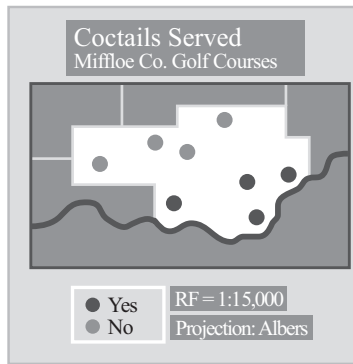 Coctails Served
Miffloe Co. Golf Courses
Yes
No
RF = 1:15,000
Projection: Albers